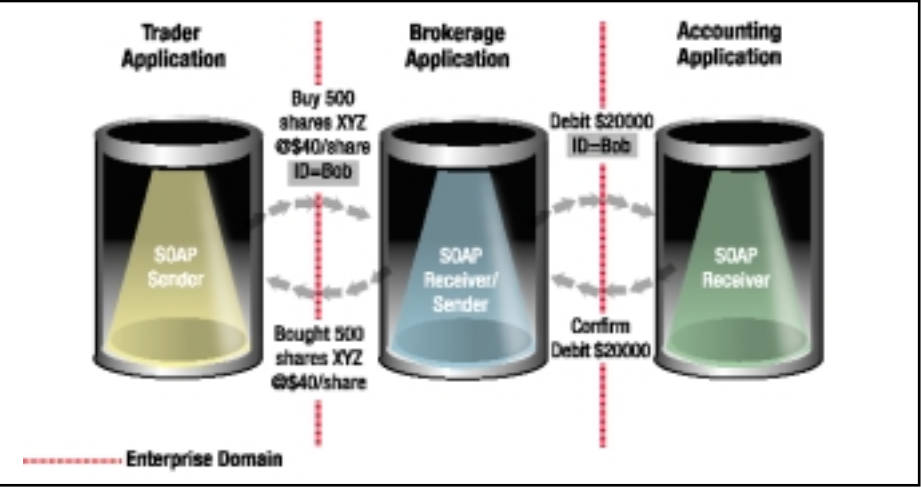 Trader
Application
Brokerage
Application
Accounting
Application
Buy 500
shares XYZ
@$40/share
ID=Bob
Debit $20000
ID=Bob
SOAP
Sender
SOAP
Receiver/
Sender
SOAP
Receiver
Bought 500
shares XYZ
@$40/share
Confirm
Debit $20000
Enterprise Domain